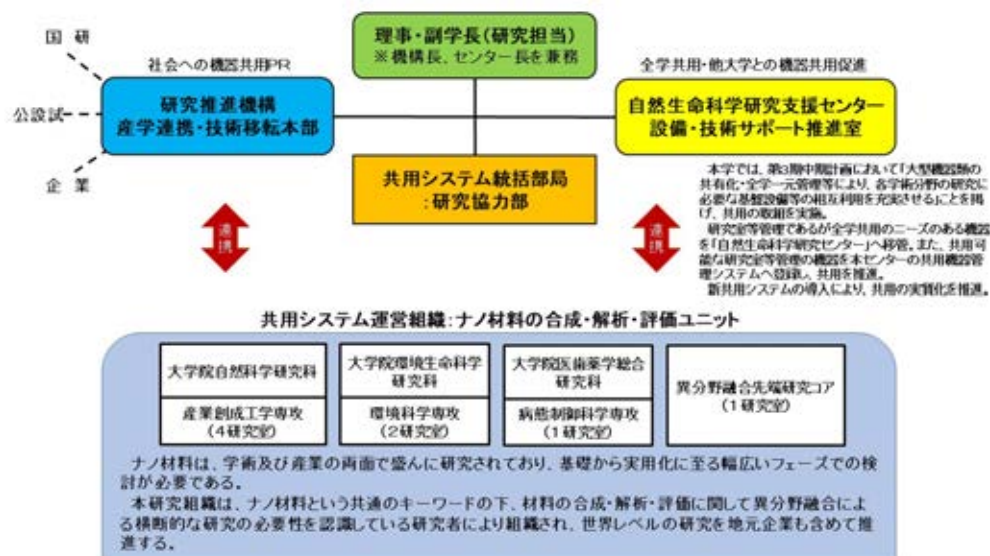 国 研
公設試
企 業
社会への機器共用PR
研究推進機構
産学連携・技術移転本部
理事・副学長(研究担当)
※機構長、センター長を兼務
全学共用・他大学との機器共用促進
自然生命科学研究支援センター
設備・技術サポート推進室
共用システム統括部局
:研究協力部
本学では、第3期中期計画において「大型機器類の
共有化・全学一元管理等により、各学術分野の研究に
必要な基盤設備等の相互利用を充実させる」ことを掲
げ、共用の取組を実施。
研究室等管理であるが全学共用のニーズのある機器
を「自然生命科学研究センター」へ移管。また、共用可
能な研究室等管理の機器を本センターの共用機器管
理システムへ登録し、共用を推進。
新共用システムの導入により、共用の実質化を推進。
連携
連携
共用システム運営組織:ナノ材料の合成・解析・評価ユニット
大学院自然科学研究科
産業創成工学専攻
(4研究室)
大学院環境生命科学
研究科
環境科学専攻
(2研究室)
大学院医歯薬学総合
研究科
病態制御科学専攻
(1研究室)
異分野融合先端研究コア
(1研究室)
ナノ材料は、学術及び産業の両面で盛んに研究されており、基礎から実用化に至る幅広いフェーズでの検
討が必要である。
本研究組織は、ナノ材料という共通のキーワードの下、材料の合成・解析・評価に関して異分野融合によ
る横断的な研究の必要性を認識している研究者により組織され、世界レベルの研究を地元企業も含めて推
進する。